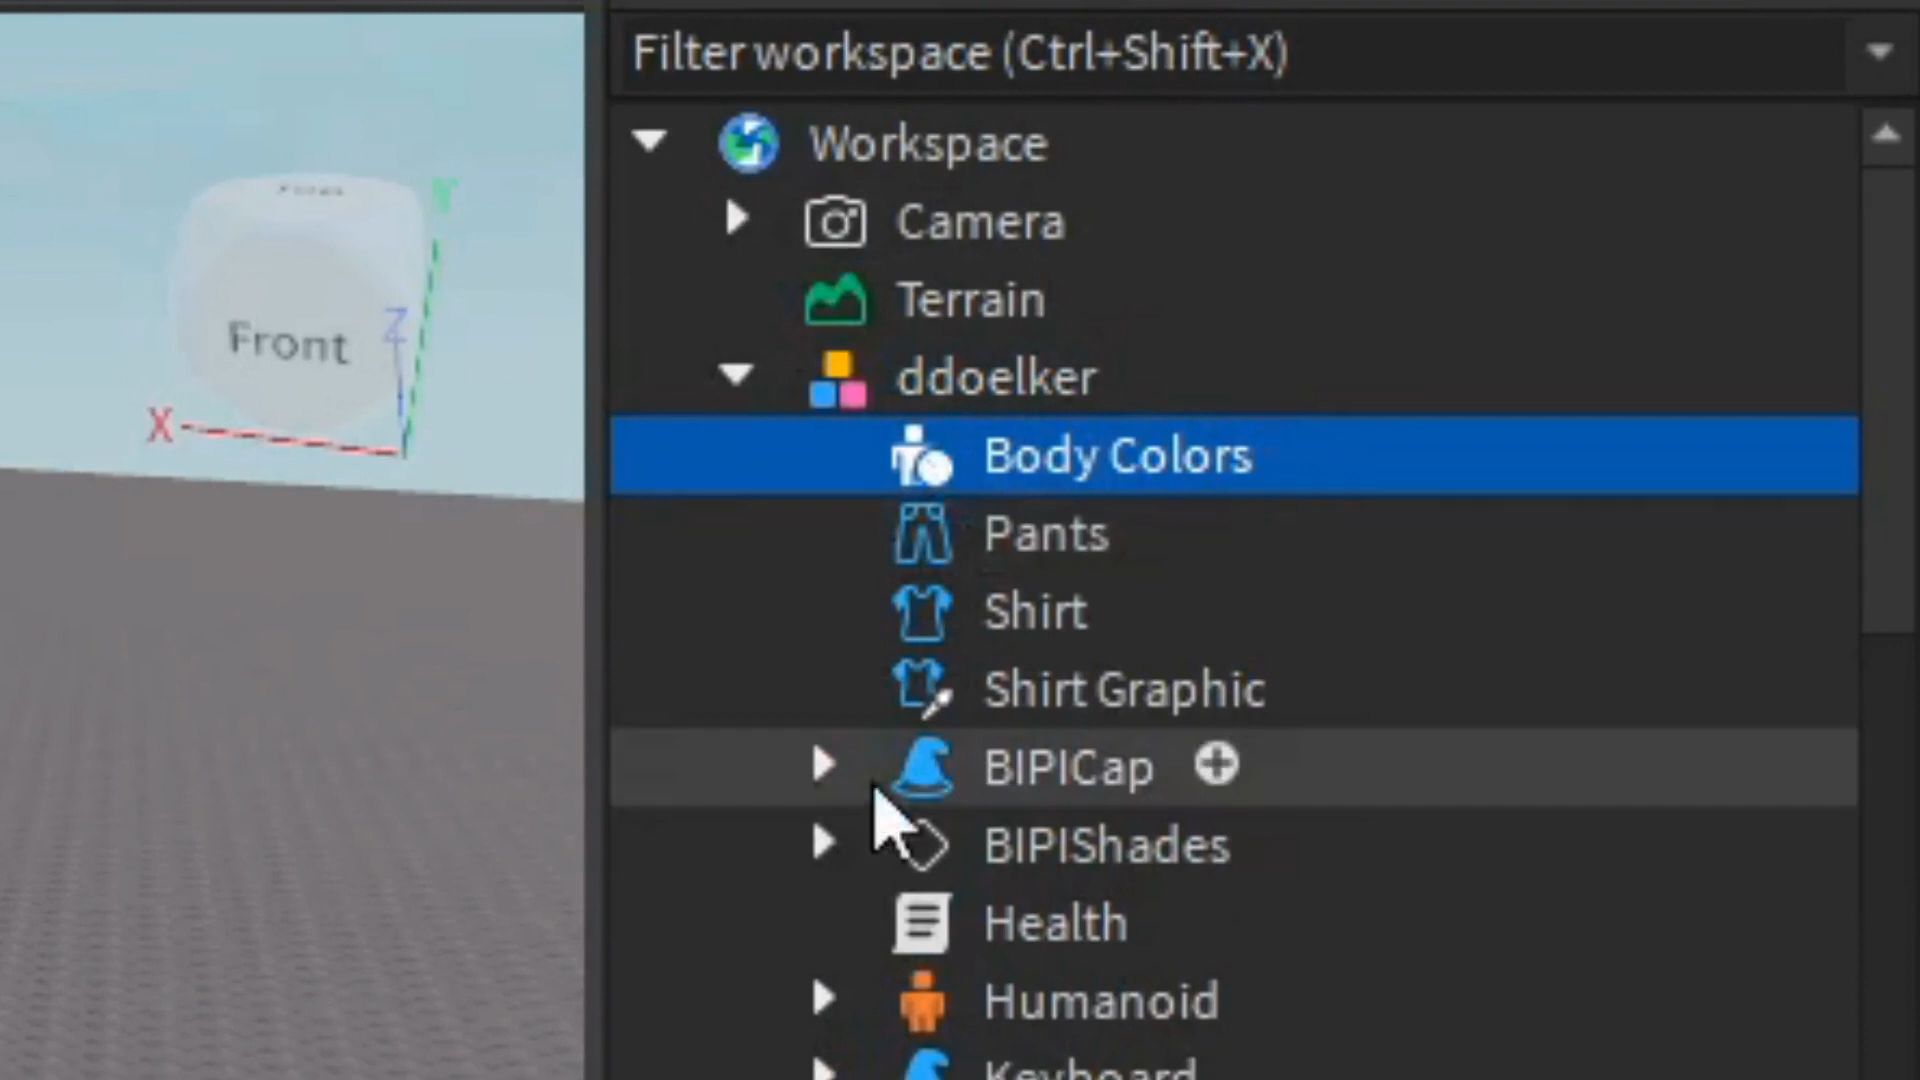 Filter workspace (Ctrl+Shift+X)
Workspace
Camera
Terrain
ddoelker
Body Colors
Pants
Shirt
Shirt Graphic
BIPICap
BIPIShades
Health
Humanoid
Keyboard
Y
Z
Front
X